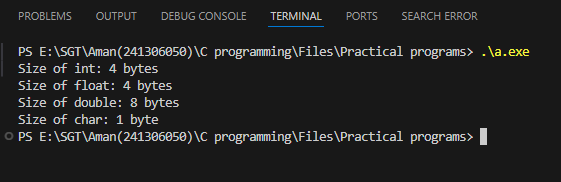 PROBLEMS OUTPUT DEBUG CONSOLE TERMINAL PORTS SEARCH ERROR
PS E:\SGT\Aman(241306050)\C programming\Files\Practical programs> .\a.exe
Size of int: 4 bytes
Size of float: 4 bytes
Size of double: 8 bytes
Size of char: 1 byte
PS E:\SGT\Aman(241306050)\C programming\Files\Practical programs>